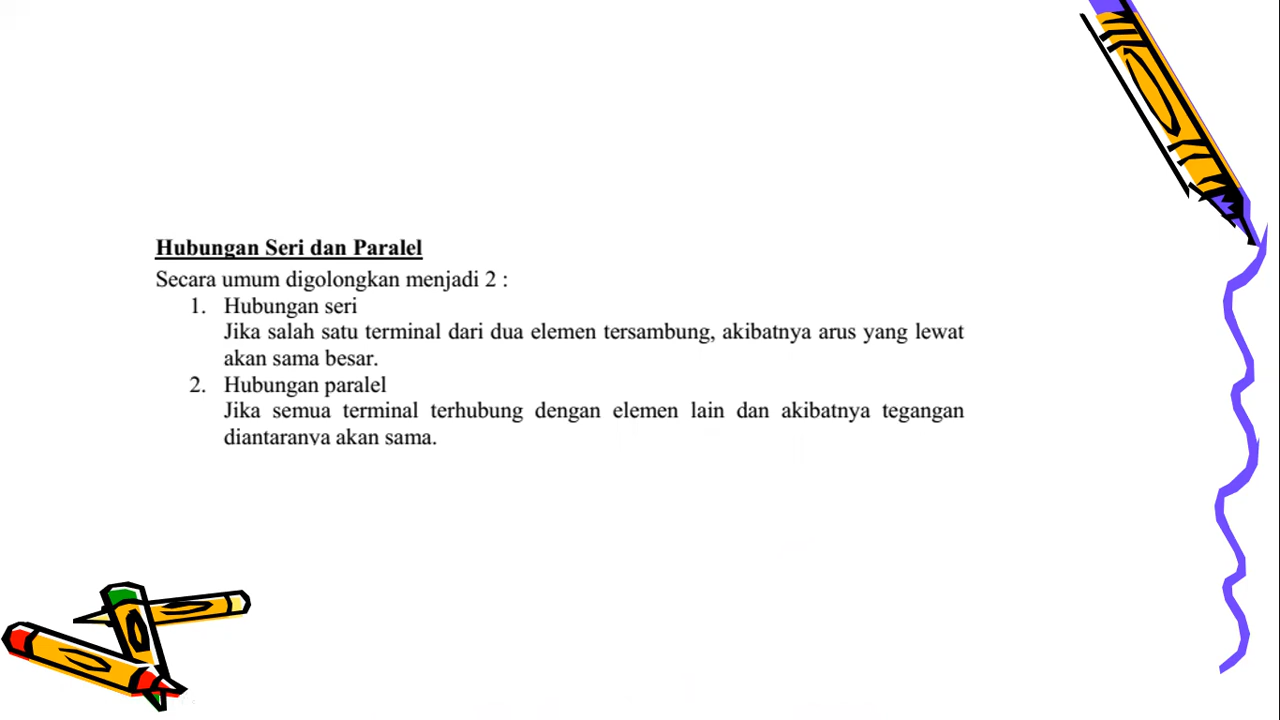 Hubungan Seri dan Paralel
Secara umum digolongkan menjadi 2 :
1. Hubungan seri
Jika salah satu terminal dari dua elemen tersambung, akibatnya arus yang lewat
akan sama besar.
2. Hubungan paralel
Jika semua terminal terhubung dengan elemen lain dan akibatnya tegangan
diantaranya akan sama.